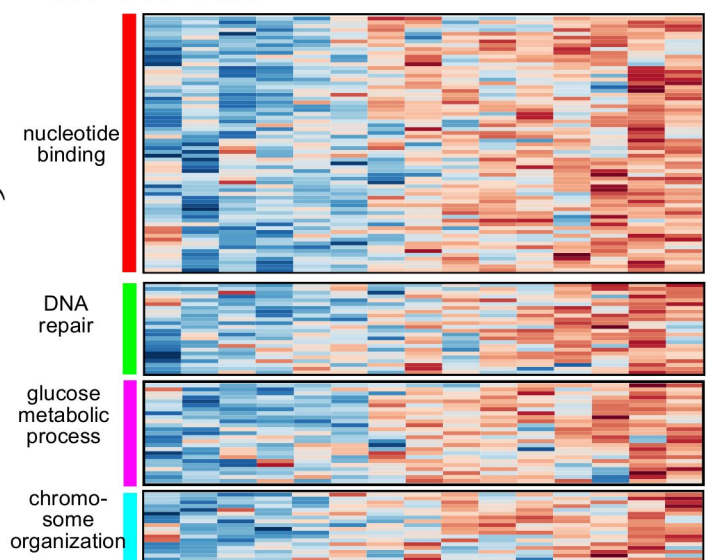 nucleotide
binding
DNA
repair
glucose
metabolic
process
chromo-
some
organization